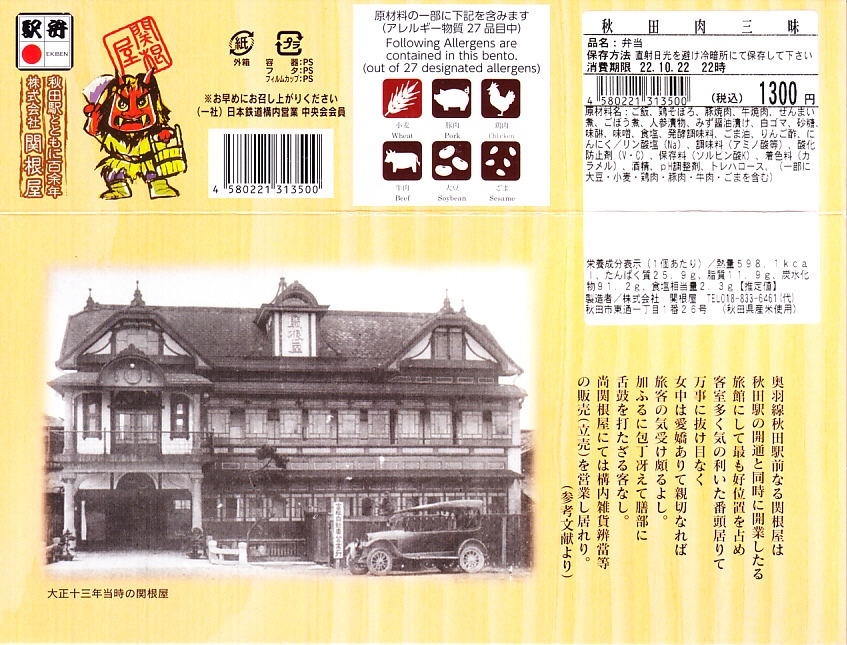 駅弁
EKIBEN
関根屋
秋田駅とともに百余年
株式会社 関根屋
紙
外箱
プラ
容器:PS
フタ:PS
フィルムカップ:PS
※お早めにお召し上がりください
(一社)日本鉄道構内営業 中央会会員
4 580221 313500
原材料の一部に下記を含みます
(アレルギー物質 27 品目中)
Following Allergens are
contained in this bento.
(out of 27 designated allergens)
小麦
Wheat
豚肉
Pork
鶏肉
Chicken
牛肉
Beef
大豆
Soybean
ごま
Sesame
秋田肉三昧
品名:弁当
保存方法 直射日光を避け冷暗所にて保存して下さい
消費期限 22.10.22 22時
4 580221 313500
(税込) 1300円
原材料名:ご飯、鶏そぼろ、豚焼肉、牛焼肉、ぜんまい
煮、ごぼう煮、人参漬物、みず醤油漬け、白ゴマ、砂糖、
味醂、味噌、食塩、発酵調味料、ごま油、りんご酢、に
んにく/リン酸塩(Na)、調味料(アミノ酸等)、酸化
防止剤(V・C)、保存料(ソルビン酸K)、着色料(カ
ラメル)、酒精、pH調整剤、トレハロース、(一部に
大豆・小麦・鶏肉・豚肉・牛肉・ごまを含む)
栄養成分表示(1個あたり)/熱量598.1kca
l、たんぱく質25.9g、脂質11.9g、炭水化
物91.2g、食塩相当量2.3g【推定値】
製造者/株式会社 関根屋 TEL018-833-6461(代)
秋田市東通一丁目1番26号 (秋田県産米使用)
奥羽線秋田駅前なる関根屋は
秋田駅の開通と同時に開業したる
旅館にして最も好位置を占め
客室多く気の利いた番頭居りて
万事に抜け目なく
女中は愛嬌ありて親切なれば
旅客の気受け頗るよし。
加ふるに包丁冴えて膳部に
舌鼓を打たざる客なし。
尚関根屋にては構内雑貨辨當等
の販売(立売)を営業し居れり。
(参考文献より)
関根屋
大正十三年当時の関根屋